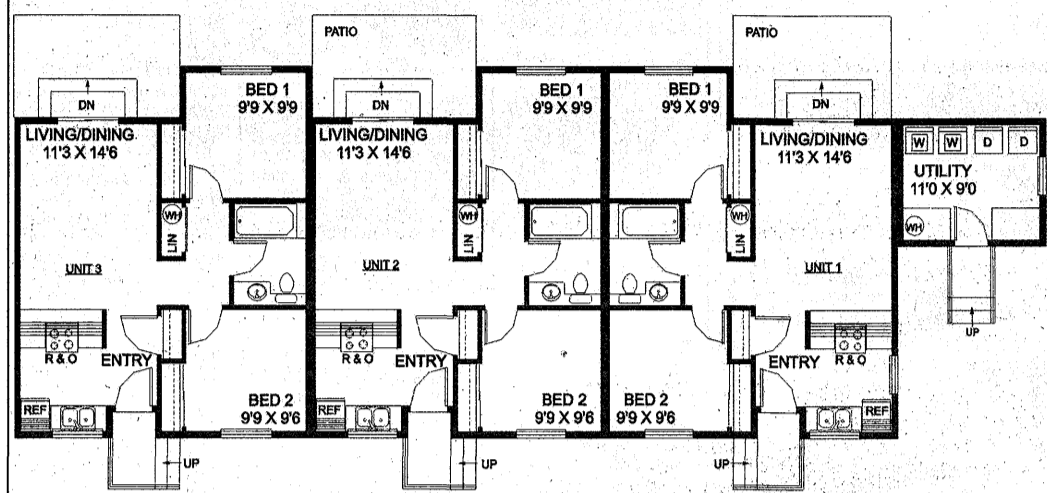 PATIO
PATIO
BED 1
9'9 X 9'9
BED 1
9'9 X 9'9
BED 1
9'9 X 9'9
DN
DN
DN
LIVING/DINING
11'3 X 14'6
LIVING/DINING
11'3 X 14'6
LIVING/DINING
11'3 X 14'6
W
W
D
D
UTILITY
11'0 X 9'0
WH
WH
WH
WH
LIN
LIN
LIN
UNIT 3
UNIT 2
UNIT 1
UP
R & O
ENTRY
R & O
ENTRY
ENTRY
R & O
BED 2
9'9 X 9'6
BED 2
9'9 X 9'6
BED 2
9'9 X 9'6
REF
REF
REF
UP
UP
UP